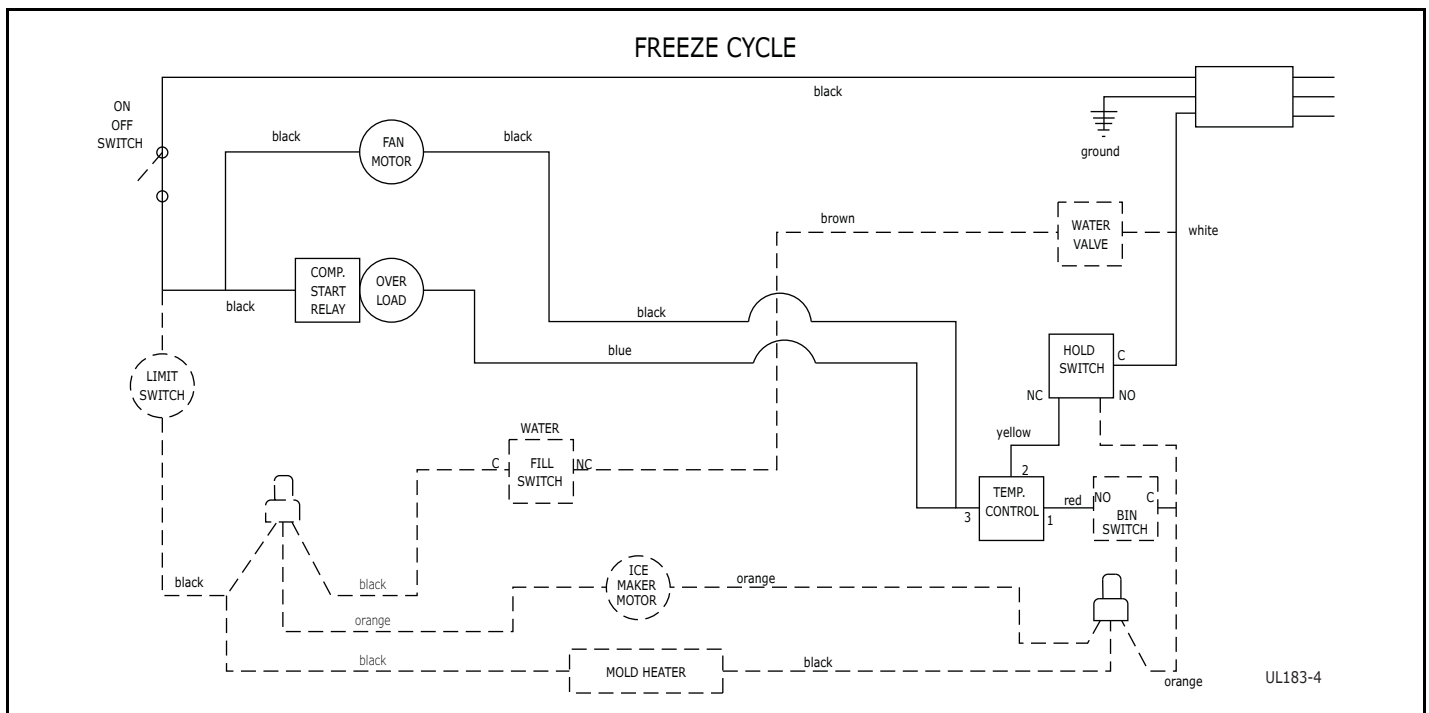 FREEZE CYCLE
black
ON
OFF
SWITCH
ground
black
FAN
MOTOR
black
brown
WATER
VALVE
white
COMP.
START
RELAY
OVER
LOAD
black
black
blue
HOLD
SWITCH
C
NC
NO
LIMIT
SWITCH
yellow
WATER
C
FILL
SWITCH
NC
2
TEMP.
CONTROL
3
1
red
NO
C
BIN
SWITCH
black
black
ICE
MAKER
MOTOR
orange
orange
black
MOLD HEATER
black
orange
UL183-4